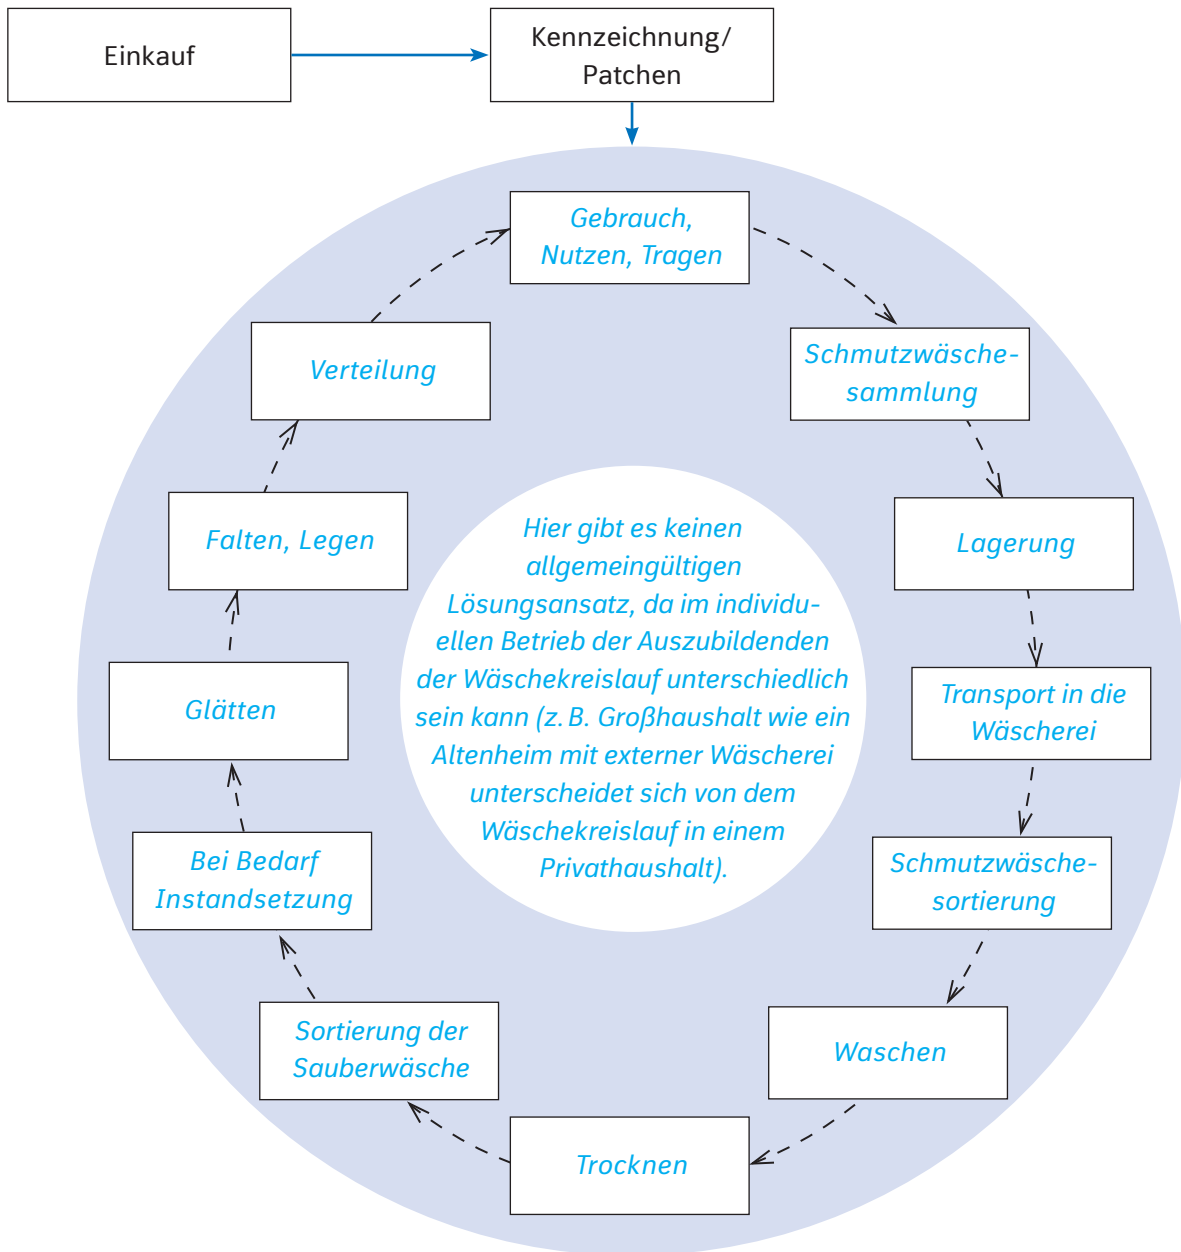 Einkauf
Kennzeichnung/
Patchen
Gebrauch,
Nutzen, Tragen
Schmutzwäsche-
sammlung
Lagerung
Transport in die
Wäscherei
Schmutzwäsche-
sortierung
Waschen
Trocknen
Sortierung der
Sauberwäsche
Bei Bedarf
Instandsetzung
Glätten
Falten, Legen
Verteilung
Hier gibt es keinen
allgemeingültigen
Lösungsansatz, da im individu-
ellen Betrieb der Auszubildenden
der Wäschekreislauf unterschiedlich
sein kann (z. B. Großhaushalt wie ein
Altenheim mit externer Wäscherei
unterscheidet sich von dem
Wäschekreislauf in einem
Privathaushalt).